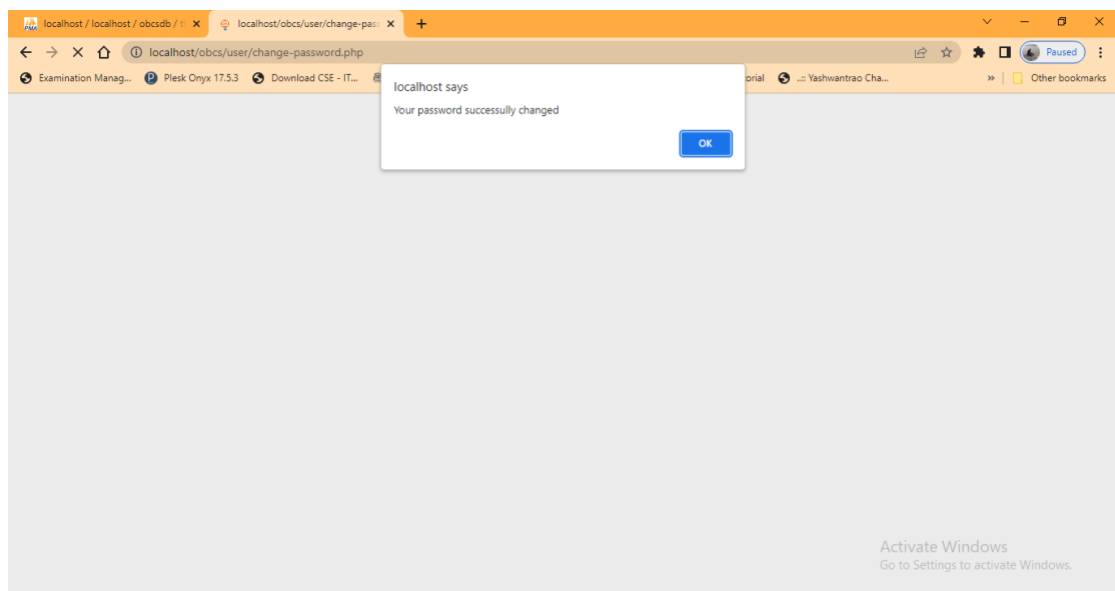 localhost / localhost / obcsdb / t
localhost/obcs/user/change-pass
localhost/obcs/user/change-password.php
Paused
Examination Manag...
Plesk Onyx 17.5.3
Download CSE - IT...
orial
..:: Yashwantrao Cha...
»
Other bookmarks
localhost says
Your password successully changed
OK
Activate Windows
Go to Settings to activate Windows.